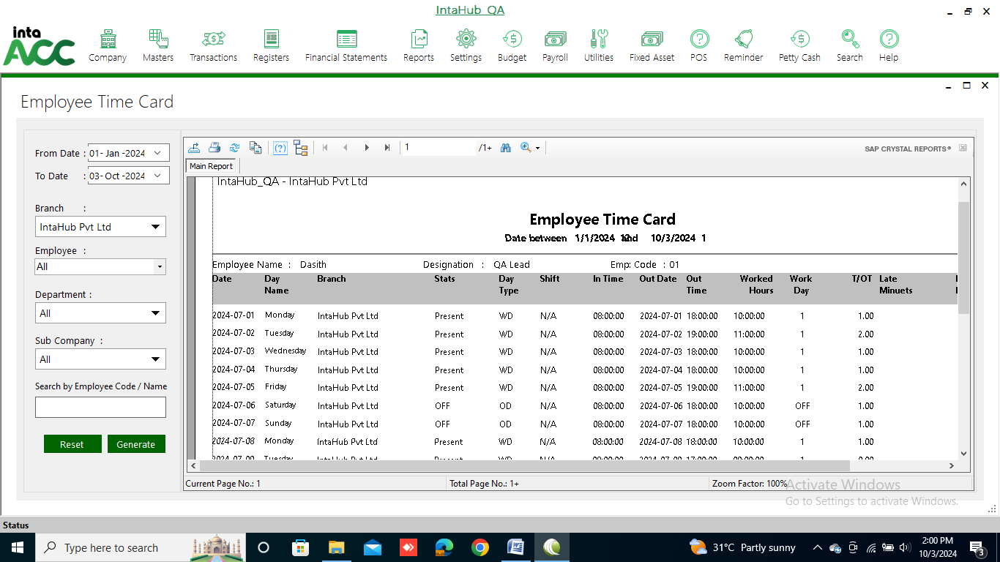 IntaHub_QA
inta
ACC
Company Masters Transactions Registers Financial Statements Reports Settings Budget Payroll Utilities Fixed Asset POS Reminder Petty Cash Search Help
Employee Time Card
From Date : 01- Jan -2024
To Date : 03- Oct -2024
Branch :
IntaHub Pvt Ltd
Employee :
All
Department :
All
Sub Company :
All
Search by Employee Code / Name
Reset Generate
1 /1+ SAP CRYSTAL REPORTS®
Main Report
IntaHub_QA - IntaHub Pvt Ltd
Employee Time Card
Date between 1/1/2024 and 10/3/2024 1
Employee Name : Dasith Designation : QA Lead Emp: Code : 01
Date Day Name Branch Stats Day Type Shift In Time Out Date Out Time Worked Hours Work Day T/OT Late Minuets
2024-07-01 Monday IntaHub Pvt Ltd Present WD N/A 08:00:00 2024-07-01 18:00:00 10:00:00 1 1.00
2024-07-02 Tuesday IntaHub Pvt Ltd Present WD N/A 08:00:00 2024-07-02 19:00:00 11:00:00 1 2.00
2024-07-03 Wednesday IntaHub Pvt Ltd Present WD N/A 08:00:00 2024-07-03 18:00:00 10:00:00 1 1.00
2024-07-04 Thursday IntaHub Pvt Ltd Present WD N/A 08:00:00 2024-07-04 18:00:00 10:00:00 1 1.00
2024-07-05 Friday IntaHub Pvt Ltd Present WD N/A 08:00:00 2024-07-05 19:00:00 11:00:00 1 2.00
2024-07-06 Saturday IntaHub Pvt Ltd OFF OD N/A 08:00:00 2024-07-06 18:00:00 10:00:00 OFF 1.00
2024-07-07 Sunday IntaHub Pvt Ltd OFF OD N/A 08:00:00 2024-07-07 18:00:00 10:00:00 OFF 1.00
2024-07-08 Monday IntaHub Pvt Ltd Present WD N/A 08:00:00 2024-07-08 18:00:00 10:00:00 1 1.00
Current Page No.: 1 Total Page No.: 1+ Zoom Factor: 100%
Activate Windows
Go to Settings to activate Windows.
Status
Type here to search
31°C Partly sunny
2:00 PM
10/3/2024
3